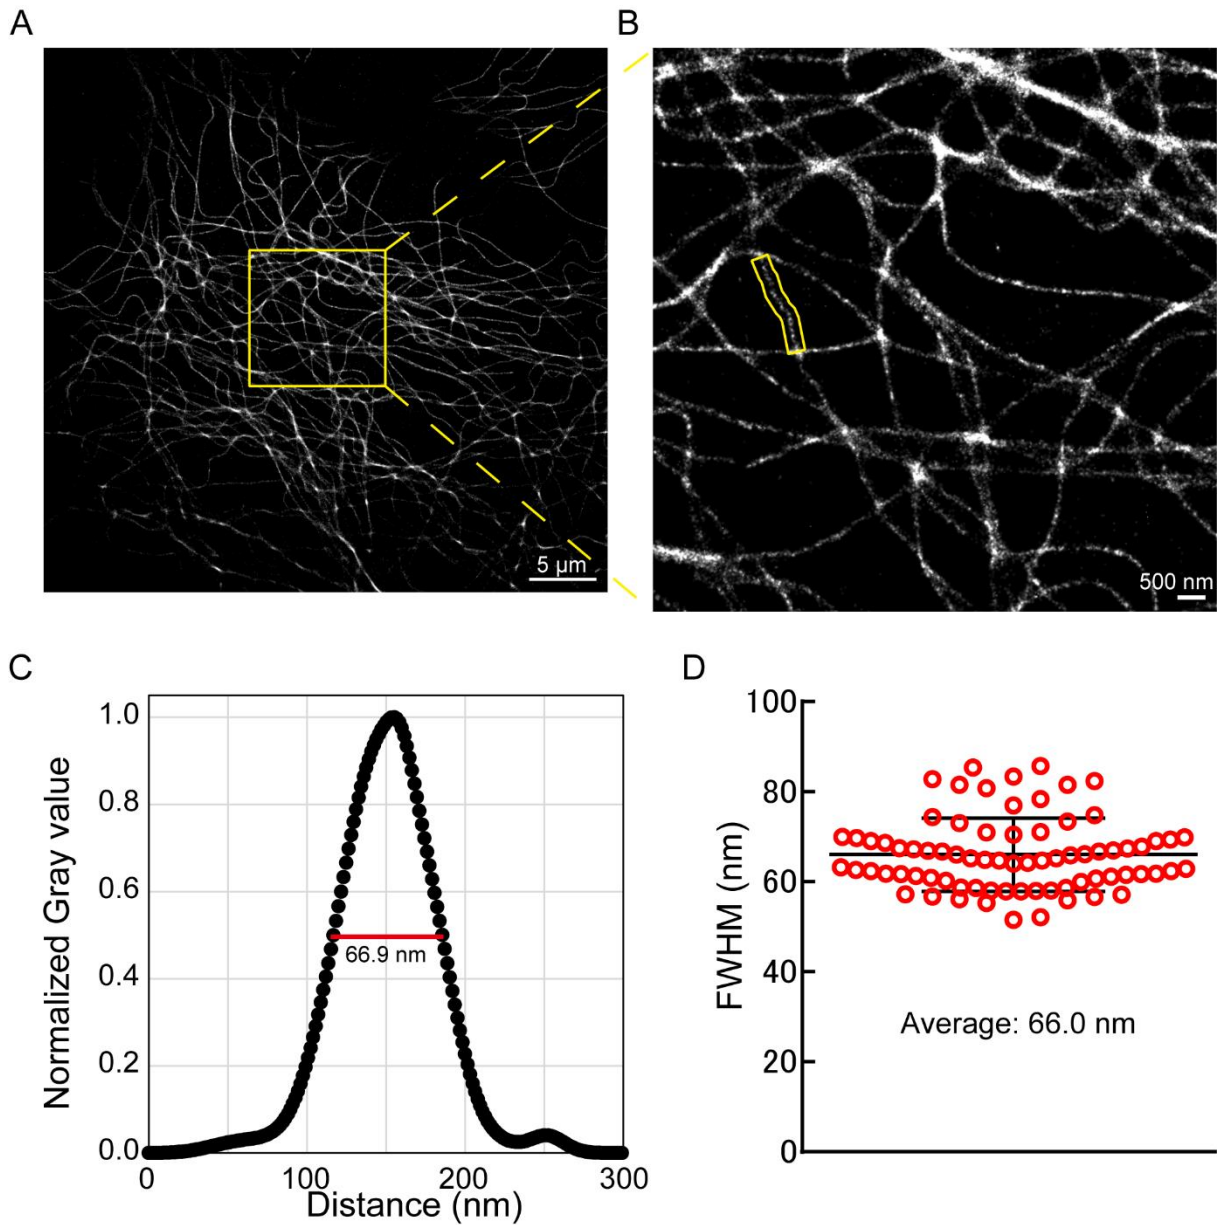 A
B
5 μm
500 nm
C
D
Normalized Gray value
1.0
0.8
0.6
0.4
0.2
0.0
66.9 nm
0
100
200
300
Distance (nm)
FWHM (nm)
100
80
60
40
20
0
Average: 66.0 nm